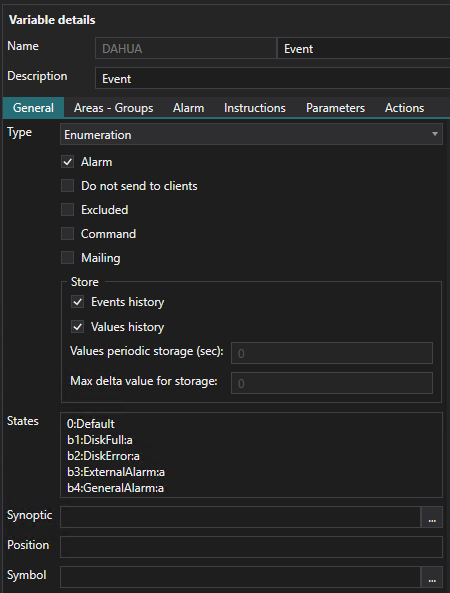 Variable details
Name DAHUA Event
Description Event
General Areas - Groups Alarm Instructions Parameters Actions
Type Enumeration
Alarm
Do not send to clients
Excluded
Command
Mailing
Store
Events history
Values history
Values periodic storage (sec): 0
Max delta value for storage: 0
States 0:Default
b1:DiskFull:a
b2:DiskError:a
b3:ExternalAlarm:a
b4:GeneralAlarm:a
Synoptic ...
Position
Symbol ...